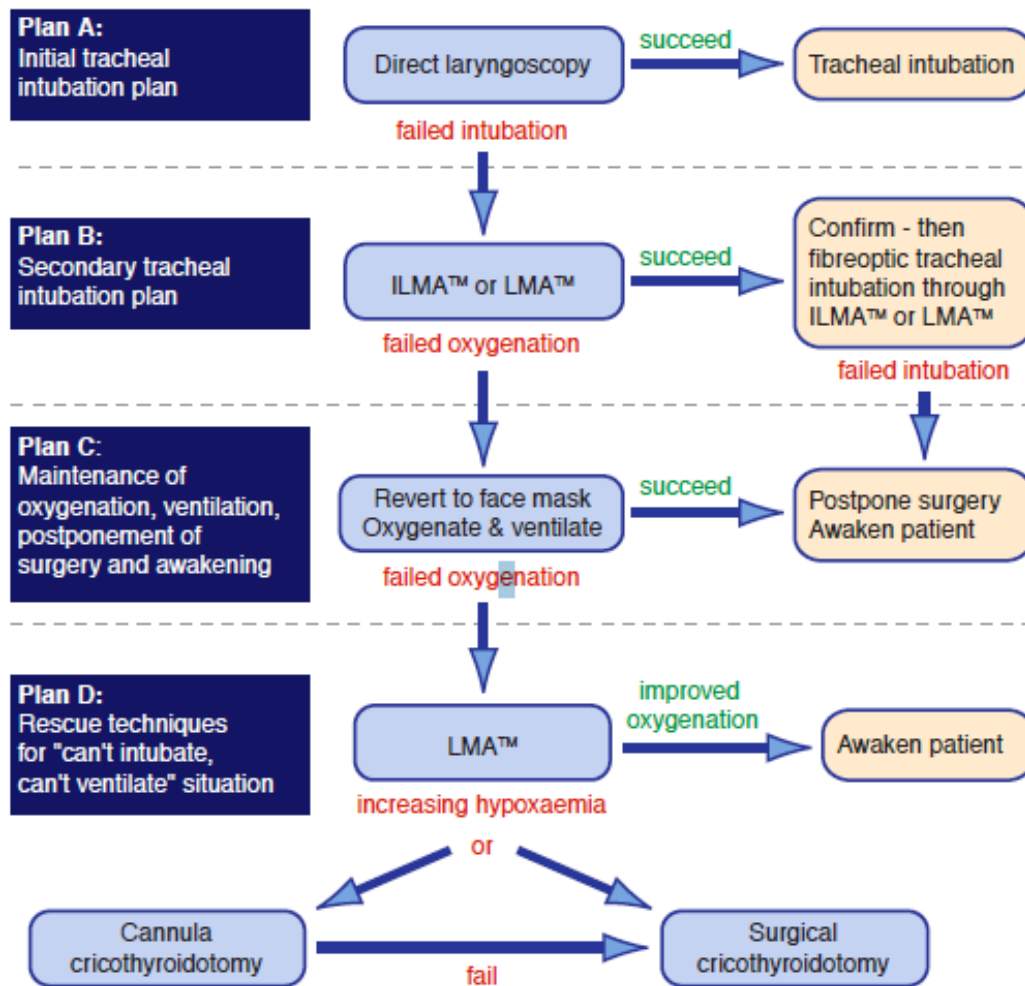 Plan A:
Initial tracheal
intubation plan
Direct laryngoscopy
succeed
Tracheal intubation
failed intubation
Plan B:
Secondary tracheal
intubation plan
ILMA™ or LMA™
succeed
Confirm - then
fibreoptic tracheal
intubation through
ILMA™ or LMA™
failed oxygenation
failed intubation
Plan C:
Maintenance of
oxygenation, ventilation,
postponement of
surgery and awakening
Revert to face mask
Oxygenate & ventilate
succeed
Postpone surgery
Awaken patient
failed oxygenation
Plan D:
Rescue techniques
for "can't intubate,
can't ventilate" situation
LMA™
improved
oxygenation
Awaken patient
increasing hypoxaemia
or
Cannula
cricothyroidotomy
fail
Surgical
cricothyroidotomy